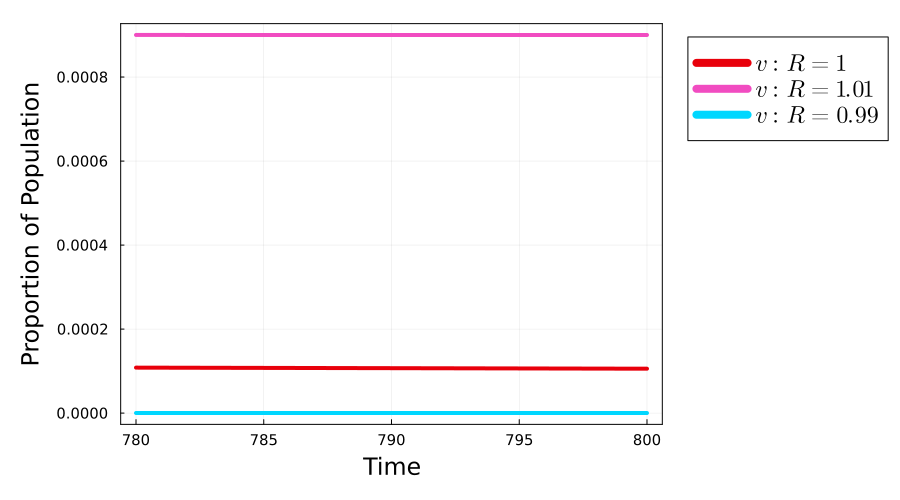 0.0008
0.0006
0.0004
0.0002
0.0000
Proportion of Population
780 785 790 795 800
Time
v : R = 1
v : R = 1.01
v : R = 0.99